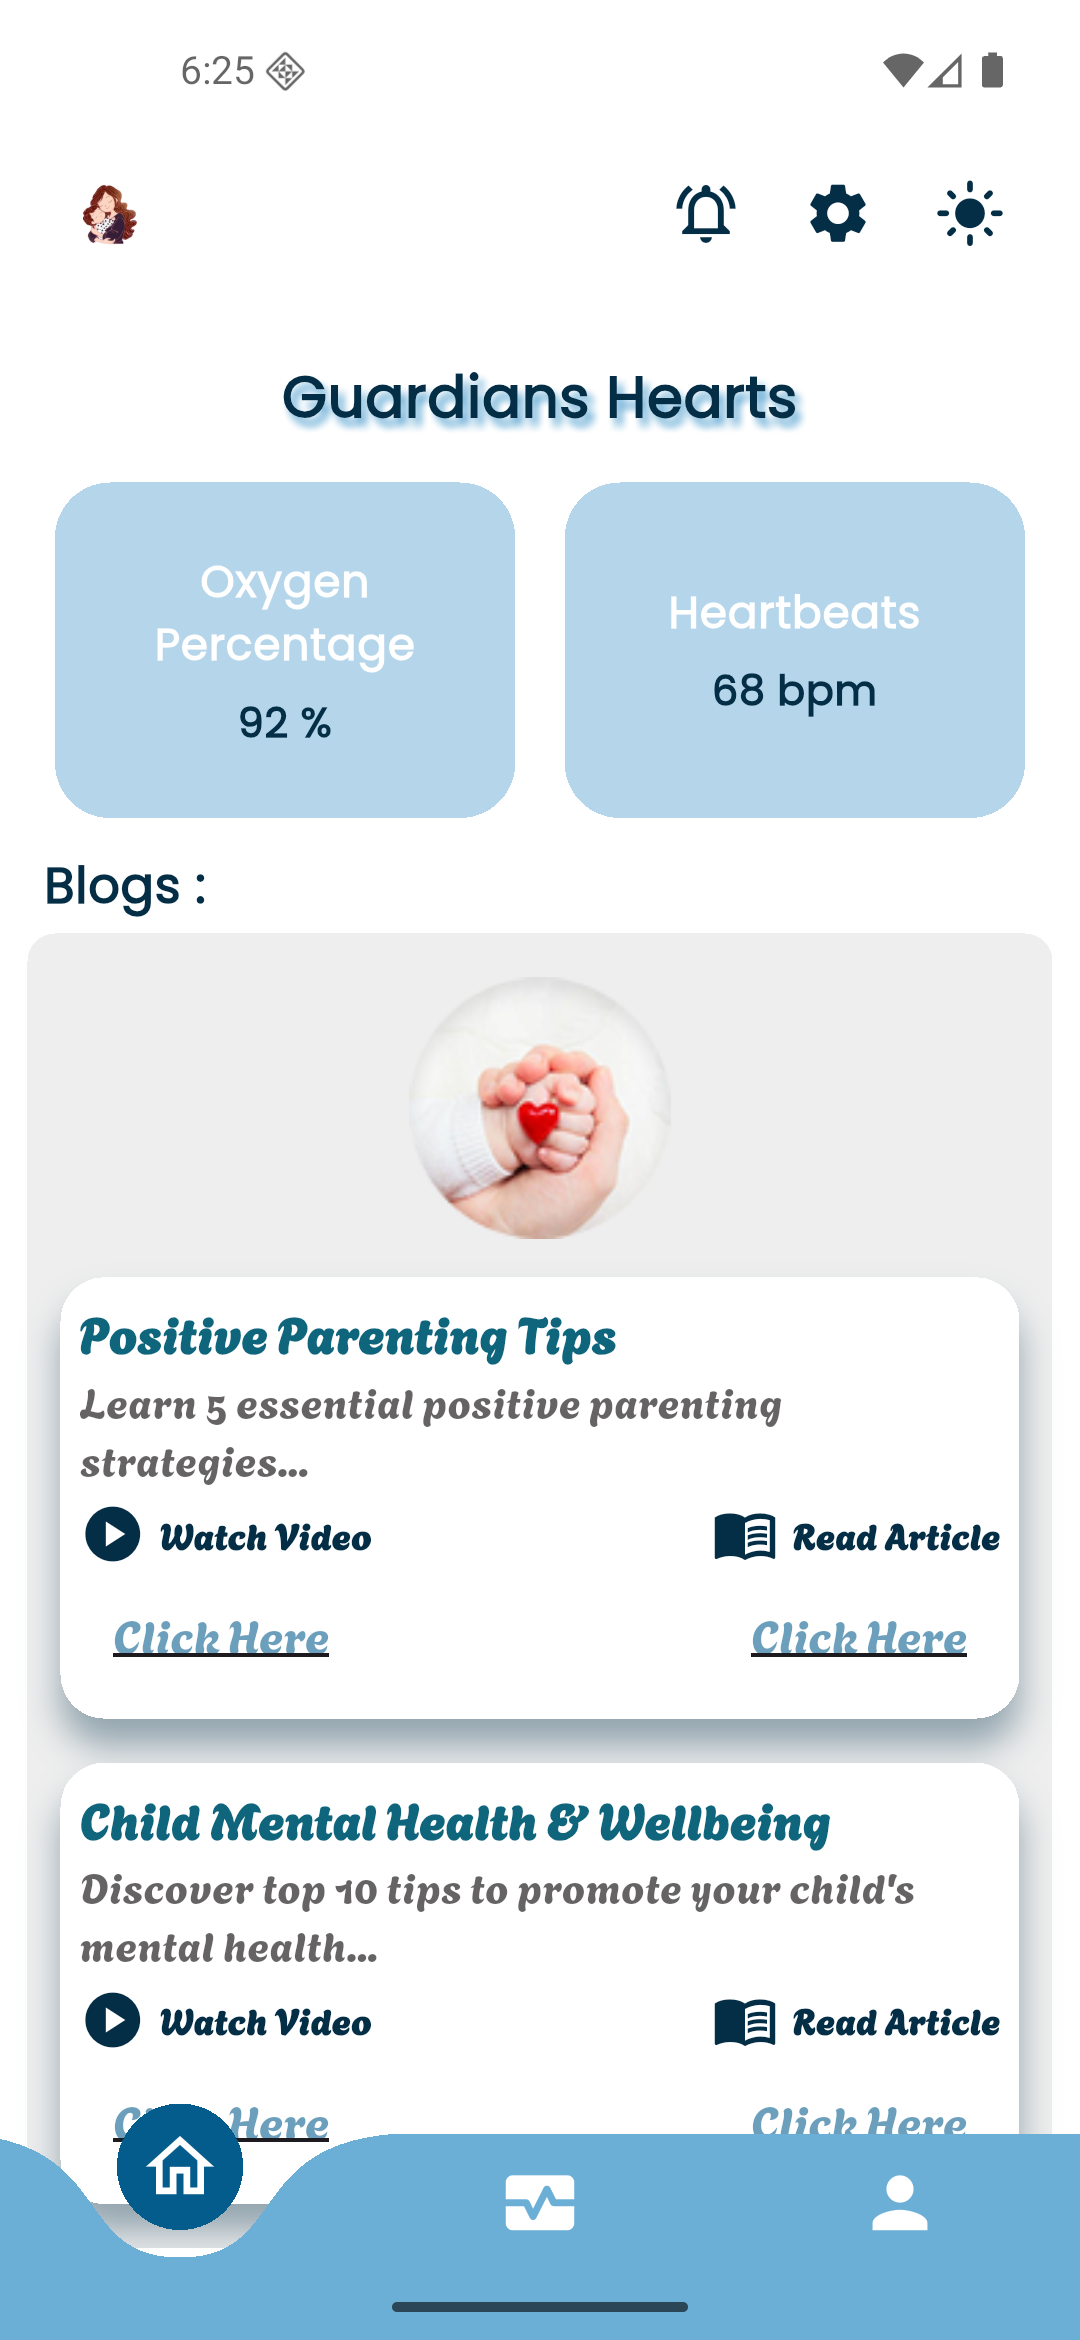 6:25
Guardians Hearts
Oxygen
Percentage
92 %
Heartbeats
68 bpm
Blogs :
Positive Parenting Tips
Learn 5 essential positive parenting
strategies...
Watch Video
Read Article
Click Here
Click Here
Child Mental Health & Wellbeing
Discover top 10 tips to promote your child's
mental health...
Watch Video
Read Article
Click Here
Click Here